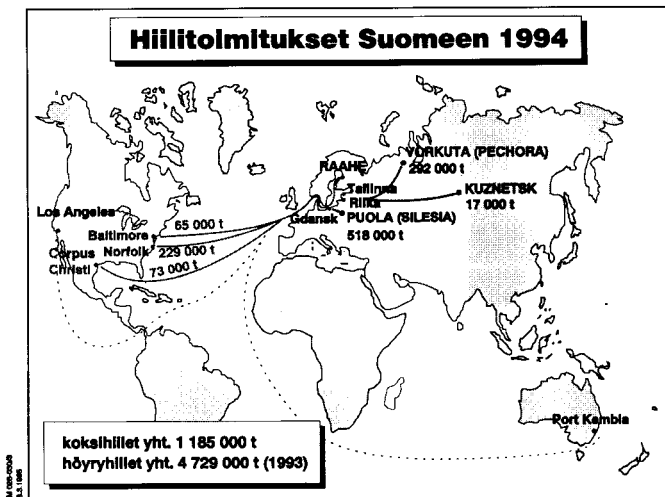 Hiilitoimitukset Suomeen 1994
VORKUTA (PECHORA)
292 000 t
RAAHE
Tallinna
Riika
KUZNETSK
17 000 t
Gdansk
PUOLA (SILESIA)
518 000 t
Los Angeles
65 000 t
Baltimore
Norfolk
229 000 t
Corpus
Christi
73 000 t
Port Kembla
koksihiilet yht. 1 185 000 t
höyryhiilet yht. 4 729 000 t (1993)